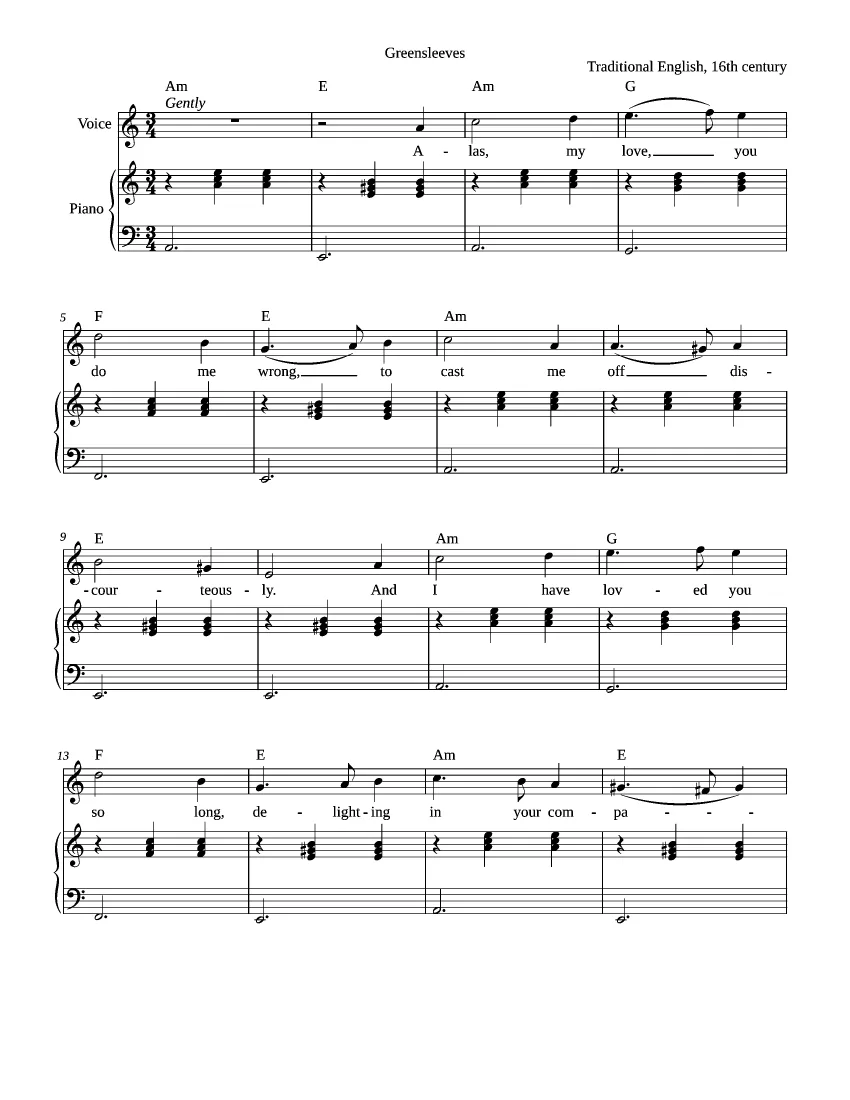 Greensleeves
Traditional English, 16th century
Am E Am G
Gently
Voice
A - las, my love, you
Piano
5 F E Am
do me wrong, to cast me off dis -
9 E Am G
- cour - teous - ly. And I have lov - ed you
13 F E Am E
so long, de - light - ing in your com - pa - - -